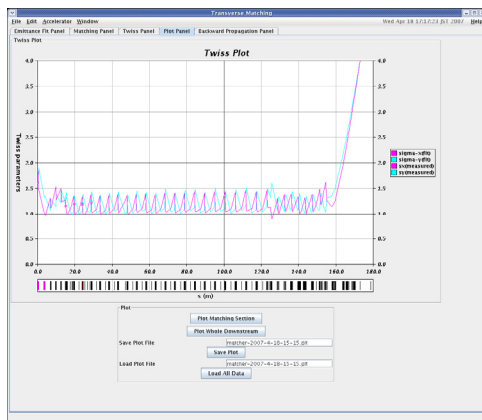 Transverse Matching
File Edit Accelerator Window Wed Apr 18 17:17:23 JST 2007 Help
Emittance Fit Panel Matching Panel Twiss Panel Plot Panel Backward Propagation Panel
Twiss Plot
Twiss Plot
4.0 4.0
3.5 3.5
3.0 3.0
2.5 2.5
2.0 2.0
1.5 1.5
1.0 1.0
0.5 0.5
0.0 0.0
Twiss parameters
0.0 20.0 40.0 60.0 80.0 100.0 120.0 140.0 160.0 180.0
s (m)
sigma-x(fit)
sigma-y(fit)
sx(measured)
sy(measured)
Plot
Plot Matching Section
Plot Whole Downstream
Save Plot File matcher-2007-4-18-15-15.plt
Save Plot
Load Plot File matcher-2007-4-18-15-15.plt
Load All Data